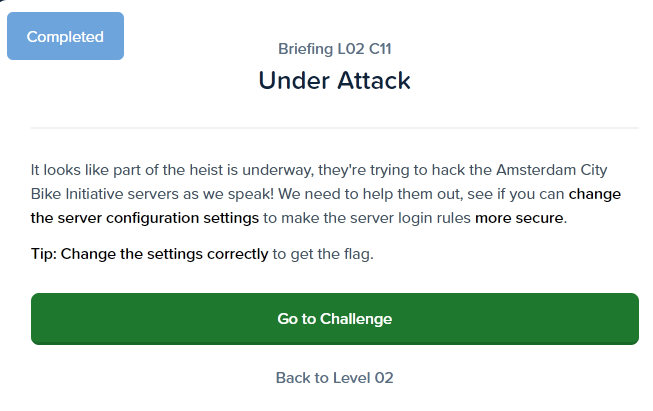 Completed
Briefing L02 C11
Under Attack
It looks like part of the heist is underway, they're trying to hack the Amsterdam City
Bike Initiative servers as we speak! We need to help them out, see if you can change
the server configuration settings to make the server login rules more secure.
Tip: Change the settings correctly to get the flag.
Go to Challenge
Back to Level 02